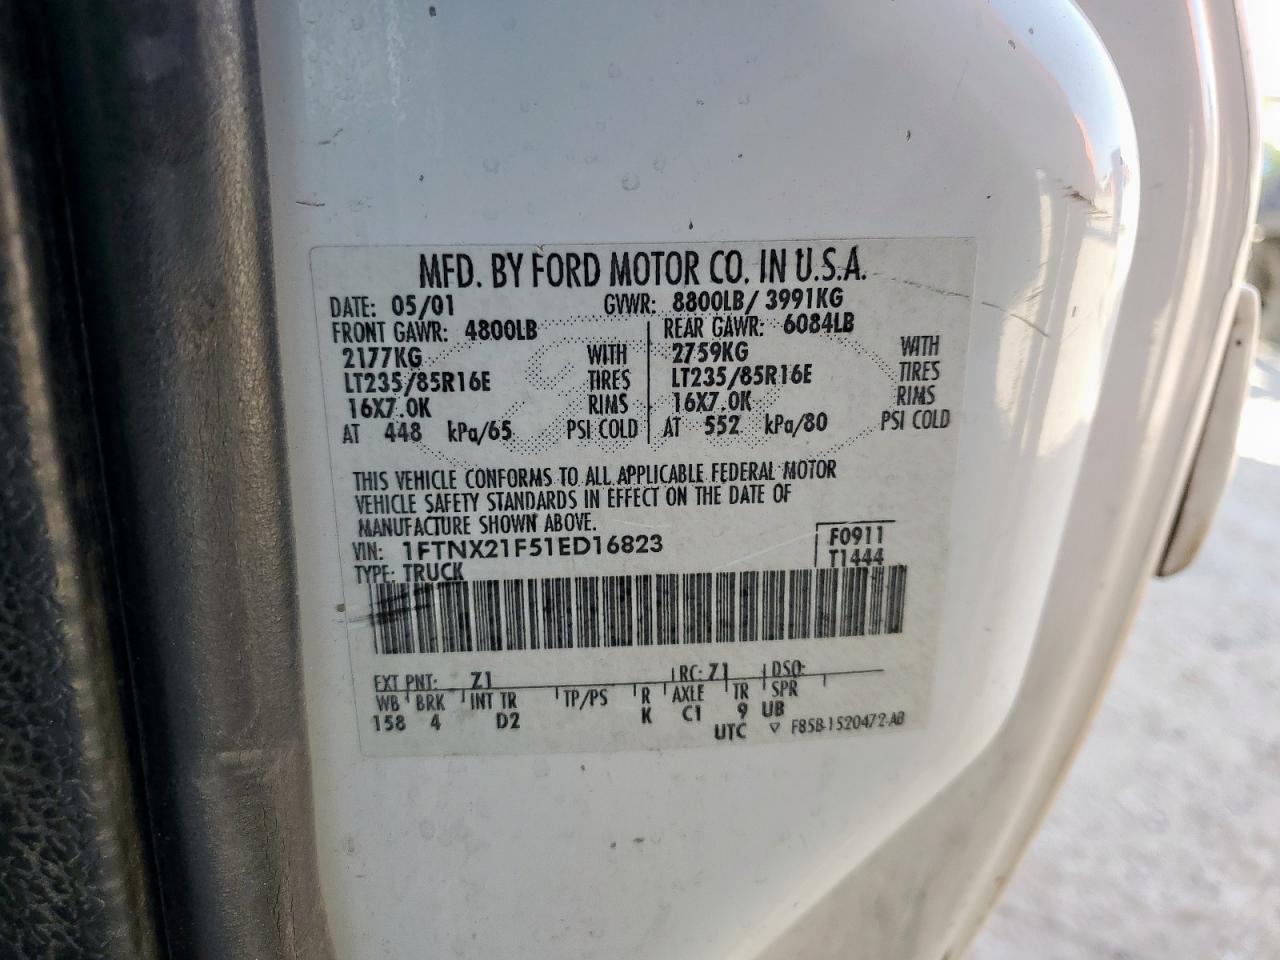 MFD. BY FORD MOTOR CO. IN U.S.A.
DATE: 05/01 GVWR: 8800LB/ 3991KG
FRONT GAWR: 4800LB REAR GAWR: 6084LB
2177KG WITH 2759KG WITH
LT235/85R16E TIRES LT235/85R16E TIRES
16X7.0K RIMS 16X7.0K RIMS
AT 448 kPa/65 PSI COLD AT 552 kPa/80 PSI COLD
THIS VEHICLE CONFORMS TO ALL APPLICABLE FEDERAL MOTOR
VEHICLE SAFETY STANDARDS IN EFFECT ON THE DATE OF
MANUFACTURE SHOWN ABOVE.
VIN: 1FTNX21F51ED16823 F0911
TYPE: TRUCK T1444
EXT PNT: Z1 RC: Z1 DSO:
WB BRK INT TR TP/PS R AXLE TR SPR
158 4 D2 K C1 9 UB
UTC ▽ F85B-1520472-AB